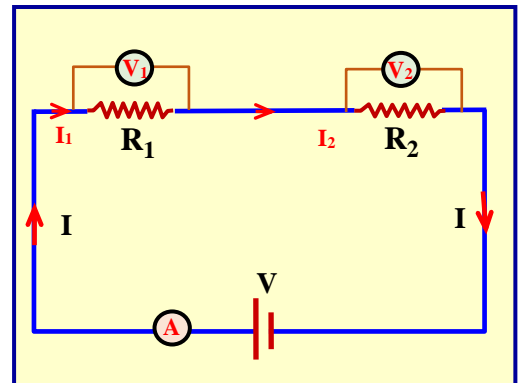 V₁
V₂
I₁
R₁
I₂
R₂
I
I
V
A